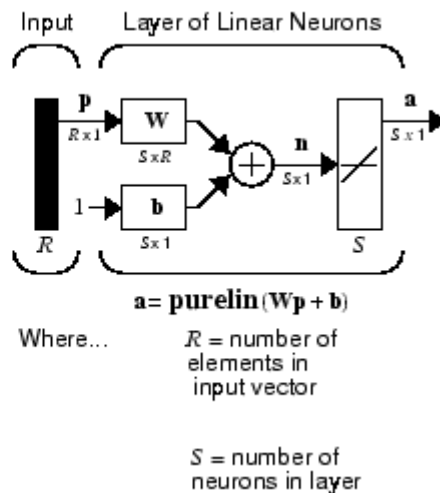 Input Layer of Linear Neurons
p W n a
R x 1 S x R S x 1 S x 1
1 b
R S x 1 S
a= purelin (Wp + b)
Where... R = number of
elements in
input vector
S = number of
neurons in layer